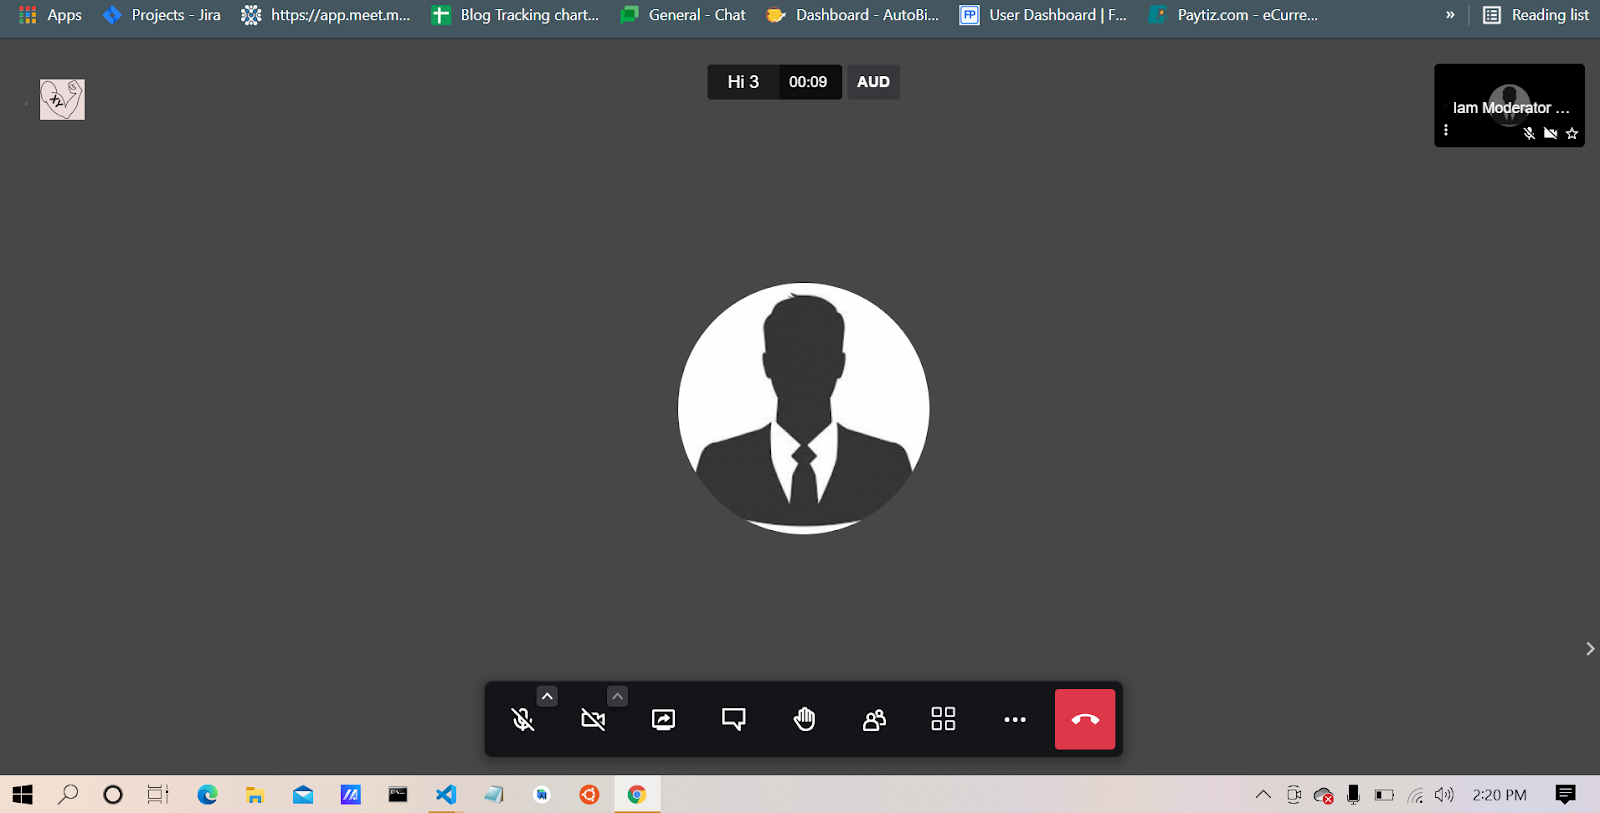 Apps Projects - Jira https://app.meet.m... Blog Tracking chart... General - Chat Dashboard - AutoBi... User Dashboard | F... Paytiz.com - eCurre... » Reading list
Hi 3 00:09 AUD
XY
Iam Moderator ...
2:20 PM